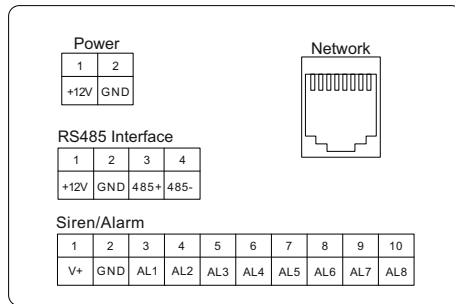 Power
1 2
+12V GND
Network
RS485 Interface
1 2 3 4
+12V GND 485+ 485-
Siren/Alarm
1 2 3 4 5 6 7 8 9 10
V+ GND AL1 AL2 AL3 AL4 AL5 AL6 AL7 AL8